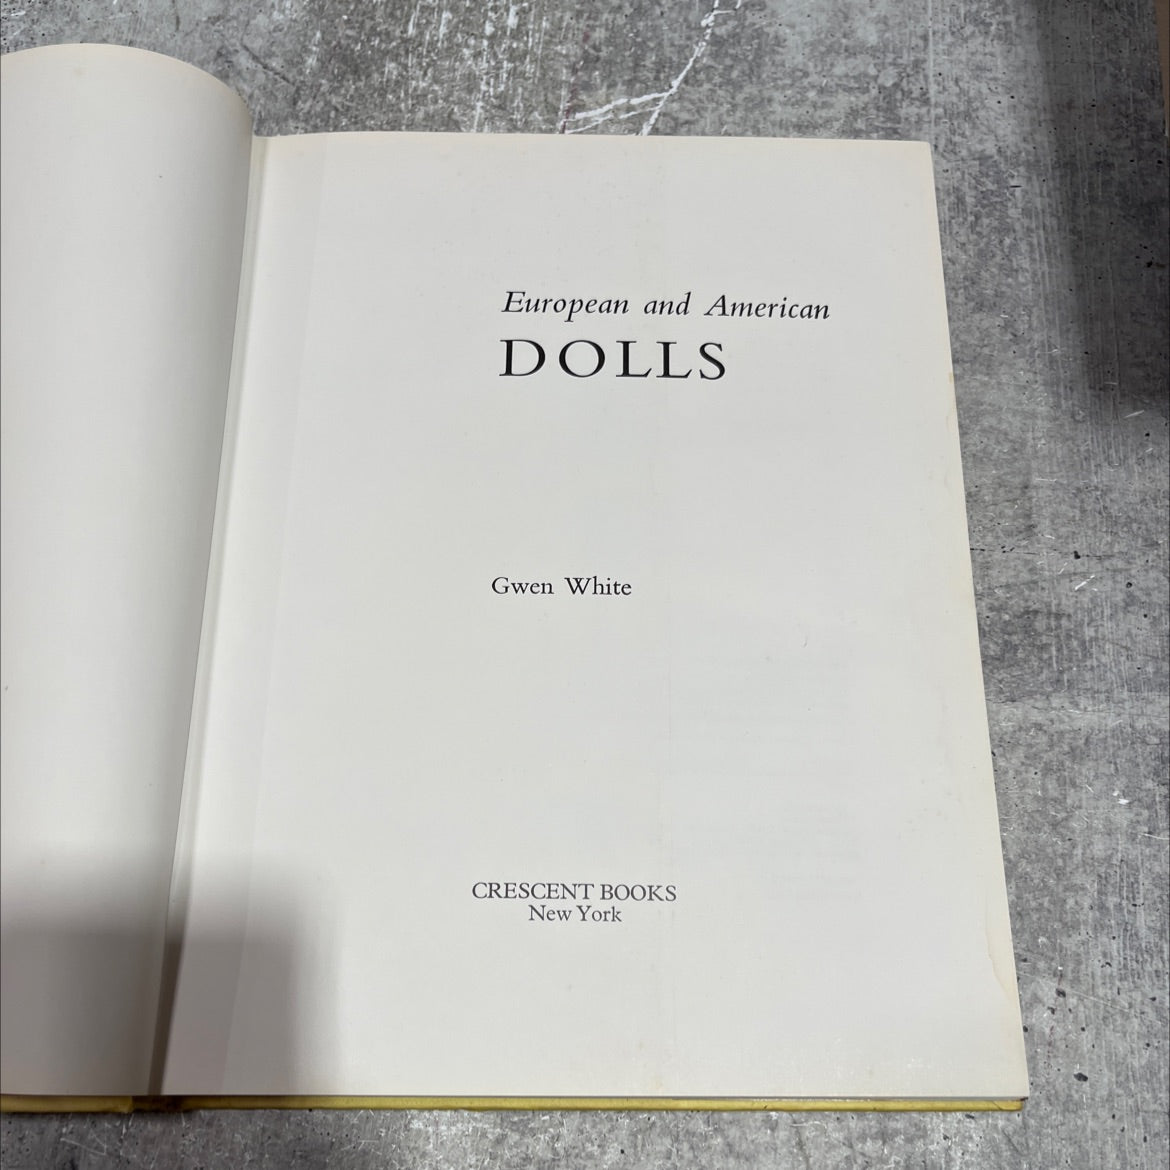 European and American
DOLLS
Gwen White
CRESCENT BOOKS
New York